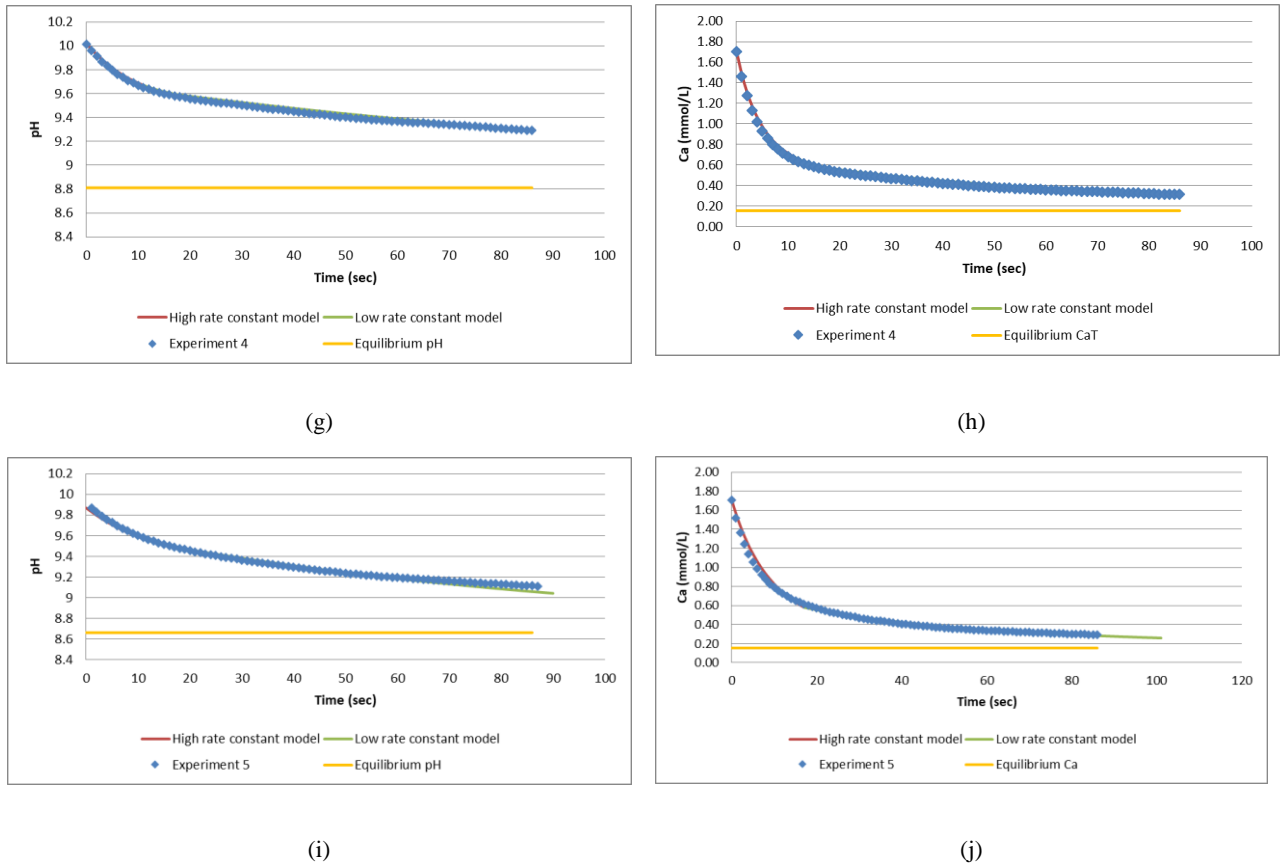 10.2
10
9.8
9.6
9.4
9.2
9
8.8
8.6
8.4
pH
0 10 20 30 40 50 60 70 80 90 100
Time (sec)
High rate constant model Low rate constant model
Experiment 4 Equilibrium pH
(g)
2.00
1.80
1.60
1.40
1.20
1.00
0.80
0.60
0.40
0.20
0.00
Ca (mmol/L)
0 10 20 30 40 50 60 70 80 90 100
Time (sec)
High rate constant model Low rate constant model
Experiment 4 Equilibrium CaT
(h)
10.2
10
9.8
9.6
9.4
9.2
9
8.8
8.6
8.4
pH
0 10 20 30 40 50 60 70 80 90 100
Time (sec)
High rate constant model Low rate constant model
Experiment 5 Equilibrium pH
(i)
2.00
1.80
1.60
1.40
1.20
1.00
0.80
0.60
0.40
0.20
0.00
Ca (mmol/L)
0 20 40 60 80 100 120
Time (sec)
High rate constant model Low rate constant model
Experiment 5 Equilibrium Ca
(j)